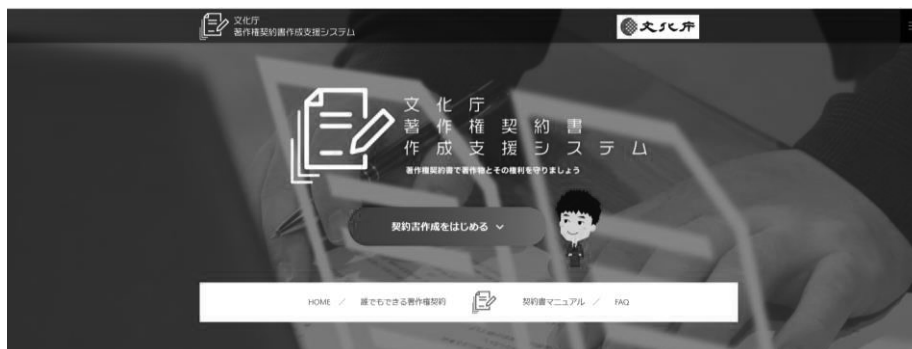 文化庁
著作権契約書作成支援システム
文化庁
文 化 庁
著 作 権 契 約 書
作 成 支 援 シ ス テ ム
著作権契約書で著作物とその権利を守りましょう
契約書作成をはじめる
HOME ／ 誰でもできる著作権契約 契約書マニュアル ／ FAQ